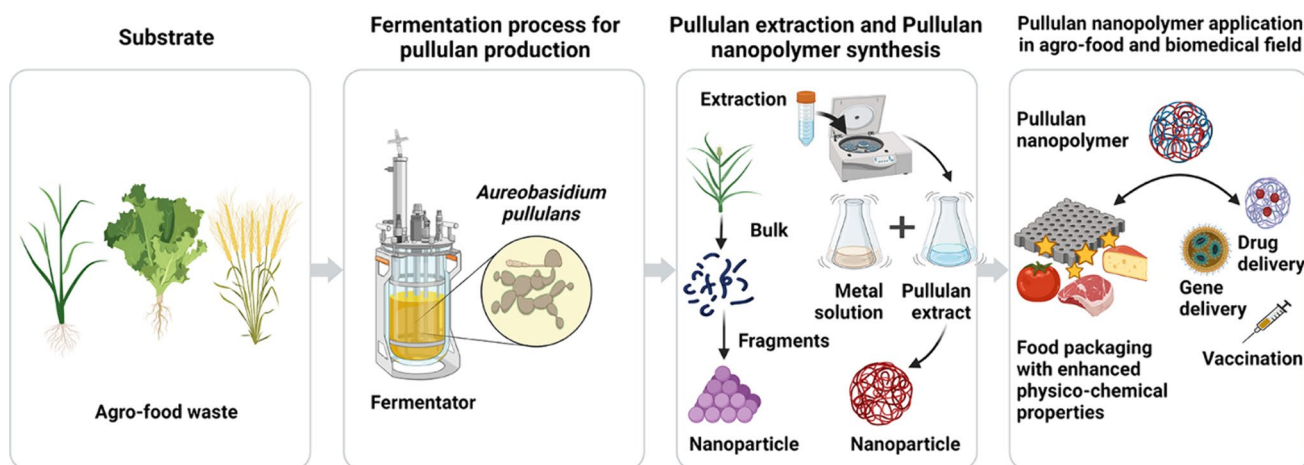 Substrate
Agro-food waste
Fermentation process for
pullulan production
Aureobasidium
pullulans
Fermentator
Pullulan extraction and Pullulan
nanopolymer synthesis
Extraction
Bulk
Fragments
Nanoparticle
Metal
solution
+
Pullulan
extract
Nanoparticle
Pullulan nanopolymer application
in agro-food and biomedical field
Pullulan
nanopolymer
Drug
delivery
Gene
delivery
Vaccination
Food packaging
with enhanced
physico-chemical
properties